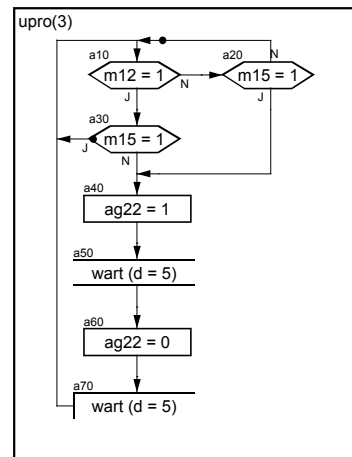 upro(3)
a10
m12 = 1
J
N
a20
m15 = 1
N
J
a30
m15 = 1
J
N
a40
ag22 = 1
a50
wart (d = 5)
a60
ag22 = 0
a70
wart (d = 5)